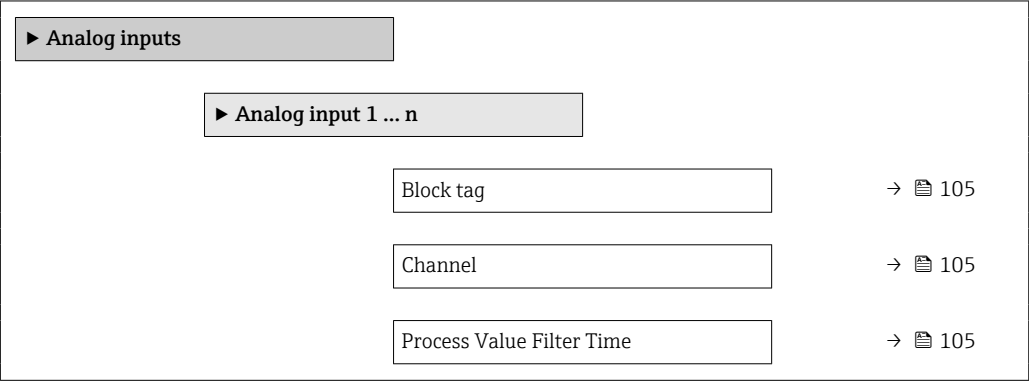 ► Analog inputs
► Analog input 1 ... n
Block tag → 105
Channel → 105
Process Value Filter Time → 105